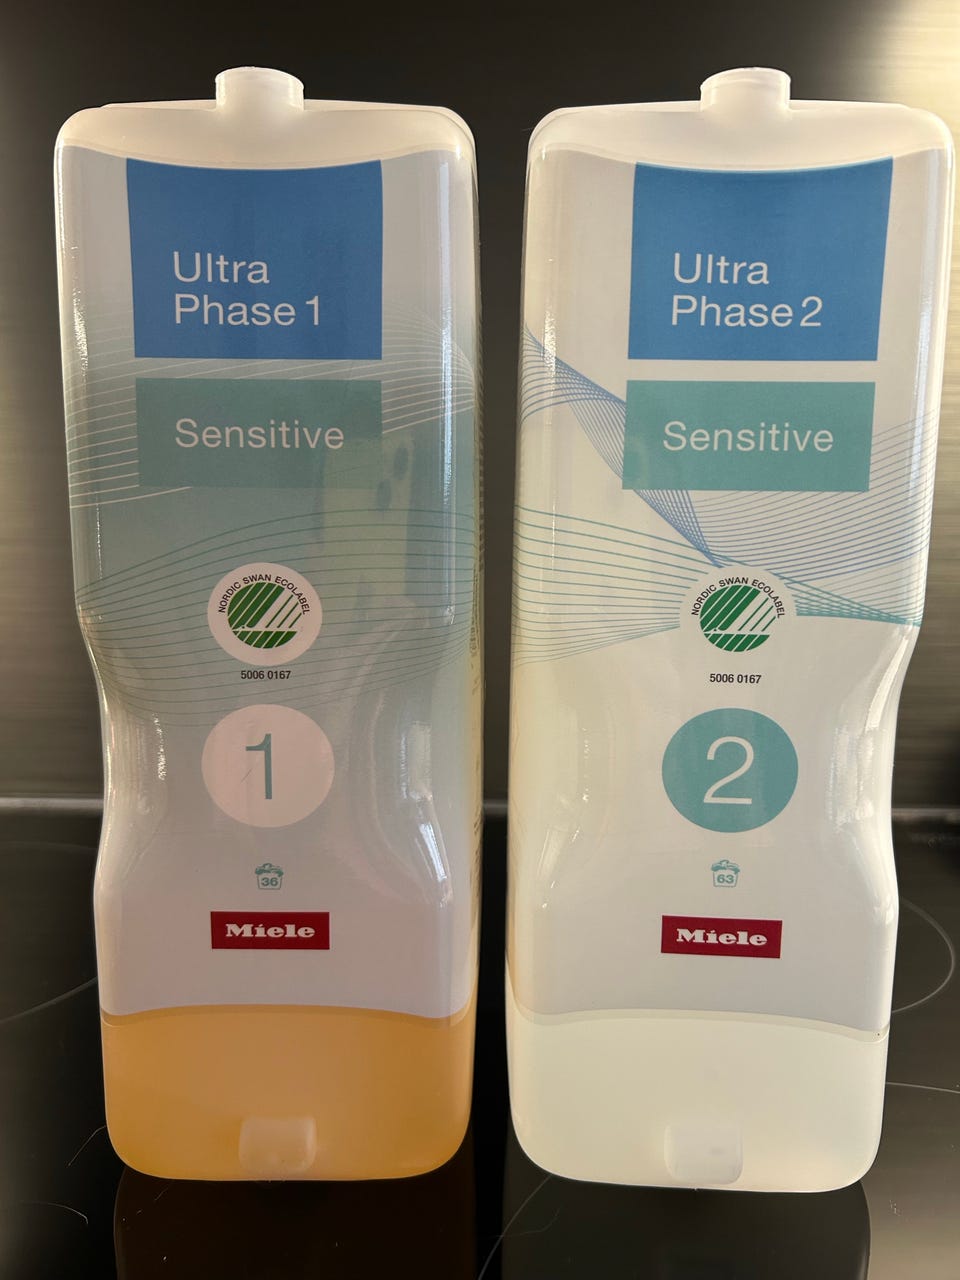 Ultra
Phase 1
Sensitive
NORDIC SWAN ECOLABEL
5006 0167
1
36
Miele
Ultra
Phase 2
Sensitive
NORDIC SWAN ECOLABEL
5006 0167
2
63
Miele